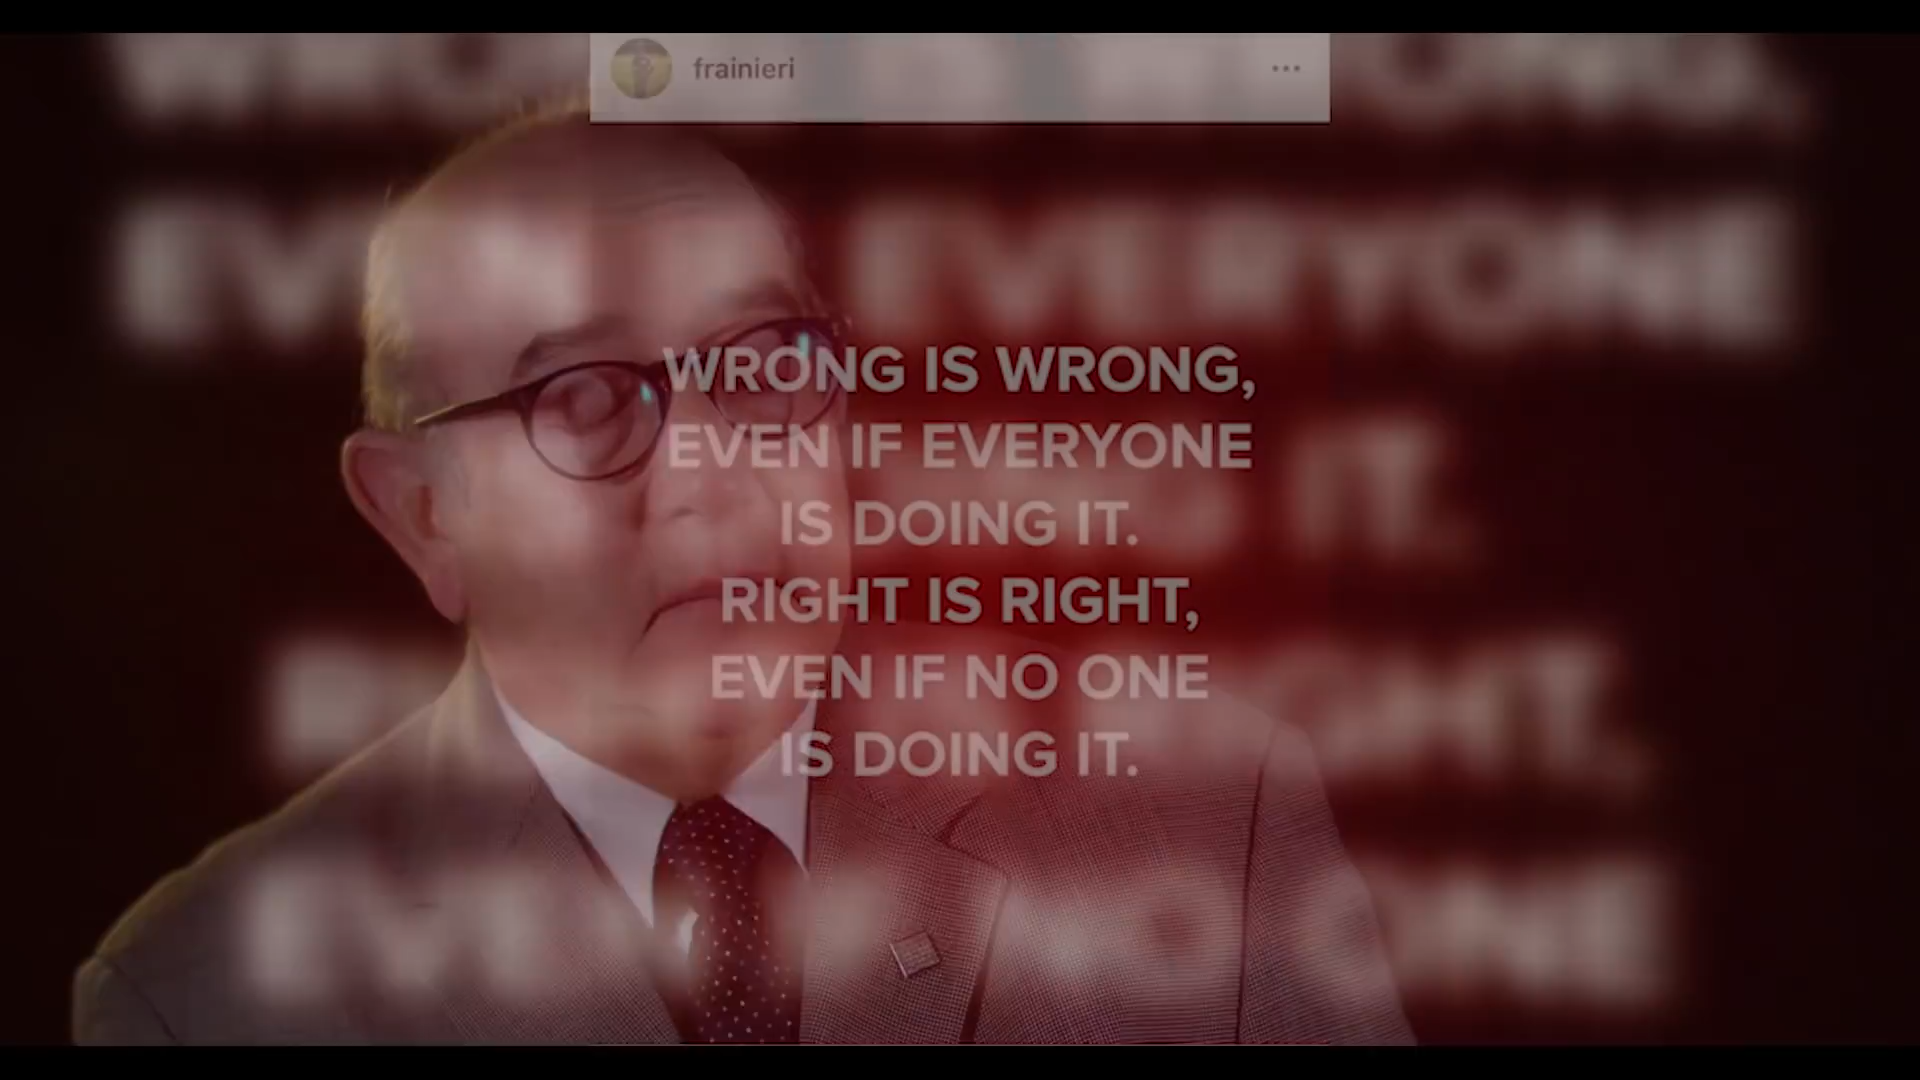 frainieri
WRONG IS WRONG,
EVEN IF EVERYONE
IS DOING IT.
RIGHT IS RIGHT,
EVEN IF NO ONE
IS DOING IT.